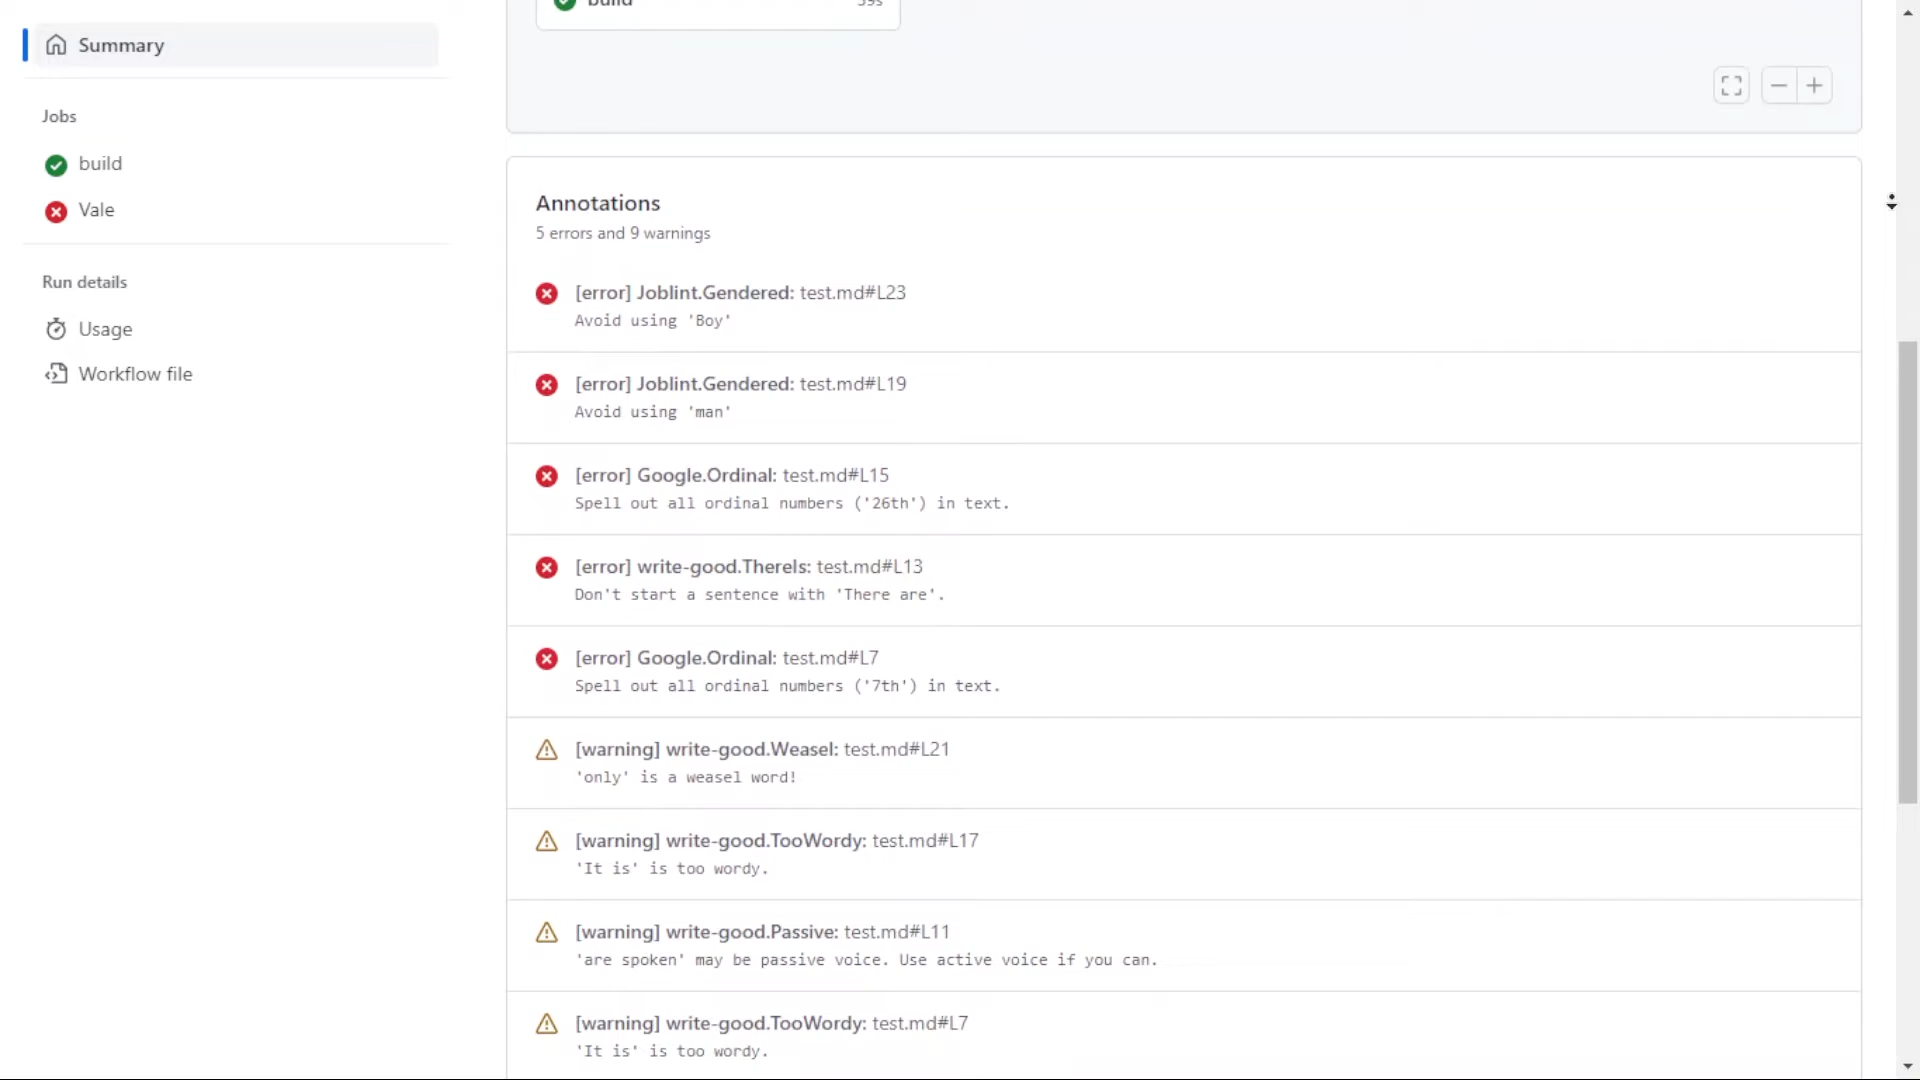 build 39s
Summary
Jobs
build
Vale
Run details
Usage
Workflow file
Annotations
5 errors and 9 warnings
[error] Joblint.Gendered: test.md#L23
Avoid using 'Boy'
[error] Joblint.Gendered: test.md#L19
Avoid using 'man'
[error] Google.Ordinal: test.md#L15
Spell out all ordinal numbers ('26th') in text.
[error] write-good.ThereIs: test.md#L13
Don't start a sentence with 'There are'.
[error] Google.Ordinal: test.md#L7
Spell out all ordinal numbers ('7th') in text.
[warning] write-good.Weasel: test.md#L21
'only' is a weasel word!
[warning] write-good.TooWordy: test.md#L17
'It is' is too wordy.
[warning] write-good.Passive: test.md#L11
'are spoken' may be passive voice. Use active voice if you can.
[warning] write-good.TooWordy: test.md#L7
'It is' is too wordy.